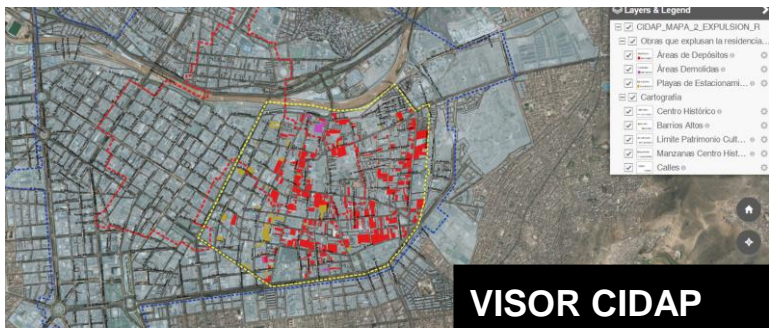 Layers & Legend
CIDAP_MAPA_2_EXPULSION_R
Obras que explusan la residencia...
Áreas de Depósitos
Áreas Demolidas
Playas de Estacionami...
Cartografía
Centro Histórico
Barrios Altos
Límite Patrimonio Cult...
Manzanas Centro Hist...
Calles
VISOR CIDAP